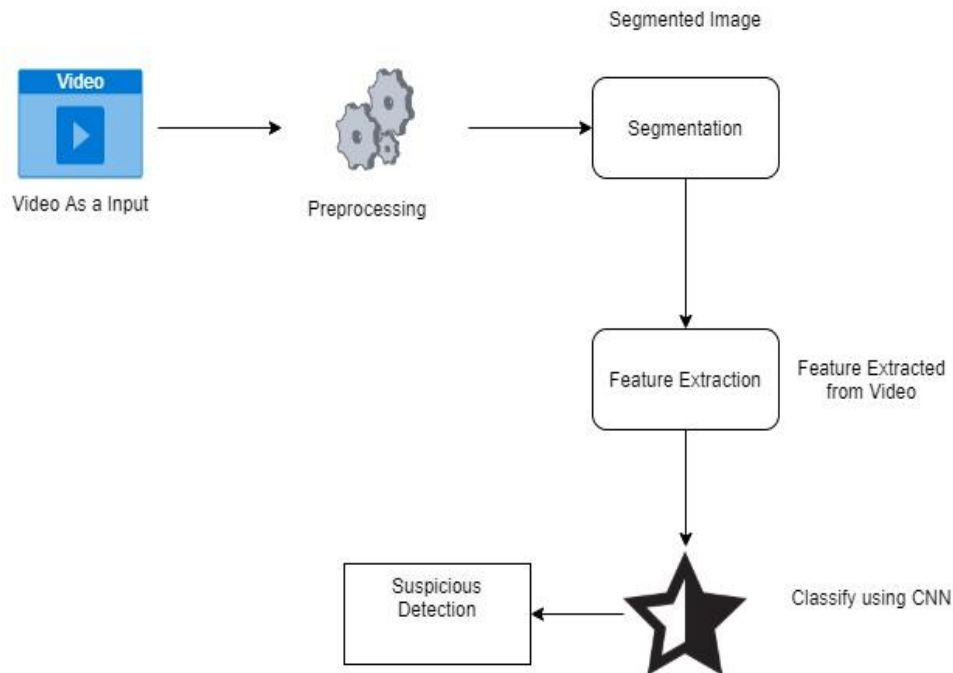 Segmented Image
Video
Video As a Input
Preprocessing
Segmentation
Feature Extraction
Feature Extracted
from Video
Suspicious
Detection
Classify using CNN